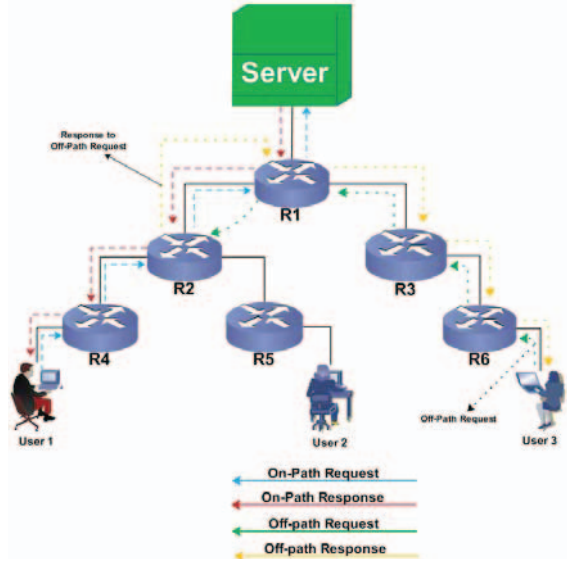 Server
Response to
Off-Path Request
R1
R2
R3
R4
R5
R6
User 1
User 2
Off-Path Request
User 3
On-Path Request
On-Path Response
Off-path Request
Off-path Response